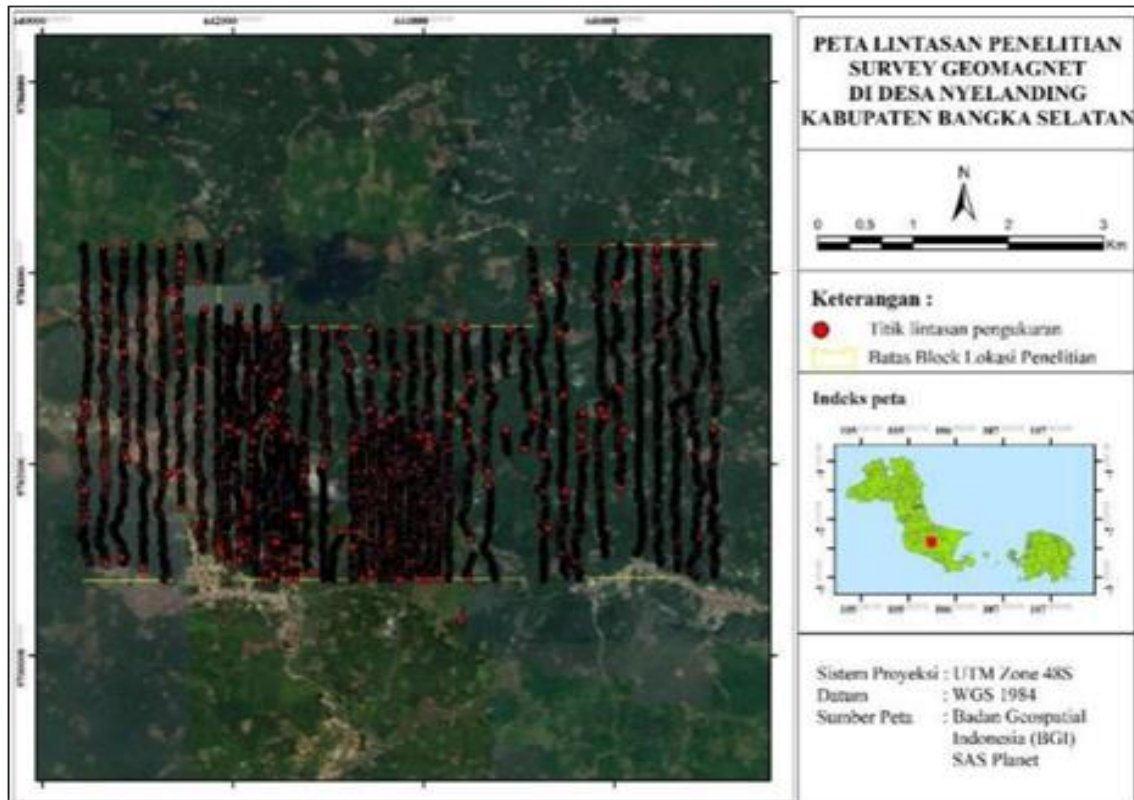 PETA LINTASAN PENELITIAN
SURVEY GEOMAGNET
DI DESA NYELANDING
KABUPATEN BANGKA SELATAN
N
0 0.5 1 2 3
Km
Keterangan :
Titik lintasan pengukuran
Batas Block Lokasi Penelitian
Indeks peta
Sistem Proyeksi : UTM Zone 48S
Datum : WGS 1984
Sumber Peta : Badan Geospatial
Indonesia (BGI)
SAS Planet